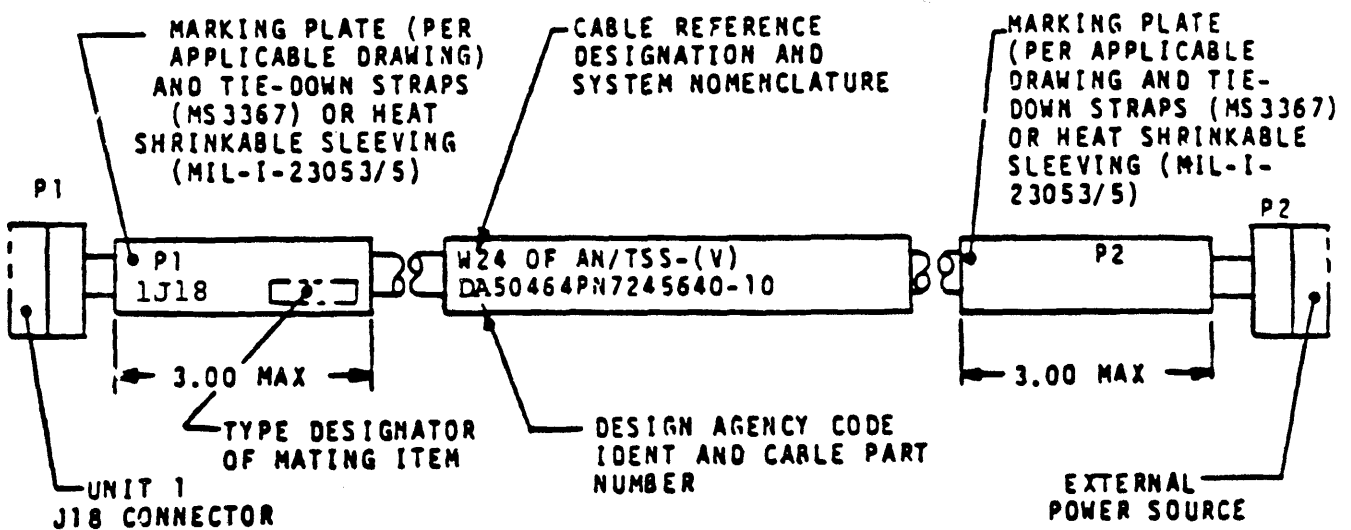 MARKING PLATE (PER
APPLICABLE DRAWING)
AND TIE-DOWN STRAPS
(MS3367) OR HEAT
SHRINKABLE SLEEVING
(MIL-I-23053/5)
CABLE REFERENCE
DESIGNATION AND
SYSTEM NOMENCLATURE
MARKING PLATE
(PER APPLICABLE
DRAWING AND TIE-
DOWN STRAPS (MS3367)
OR HEAT SHRINKABLE
SLEEVING (MIL-I-
23053/5)
P1
P2
P1
1J18
W24 OF AN/TSS-(V)
DA50464PN7245640-10
P2
3.00 MAX
3.00 MAX
TYPE DESIGNATOR
OF MATING ITEM
DESIGN AGENCY CODE
IDENT AND CABLE PART
NUMBER
UNIT 1
J18 CONNECTOR
EXTERNAL
POWER SOURCE